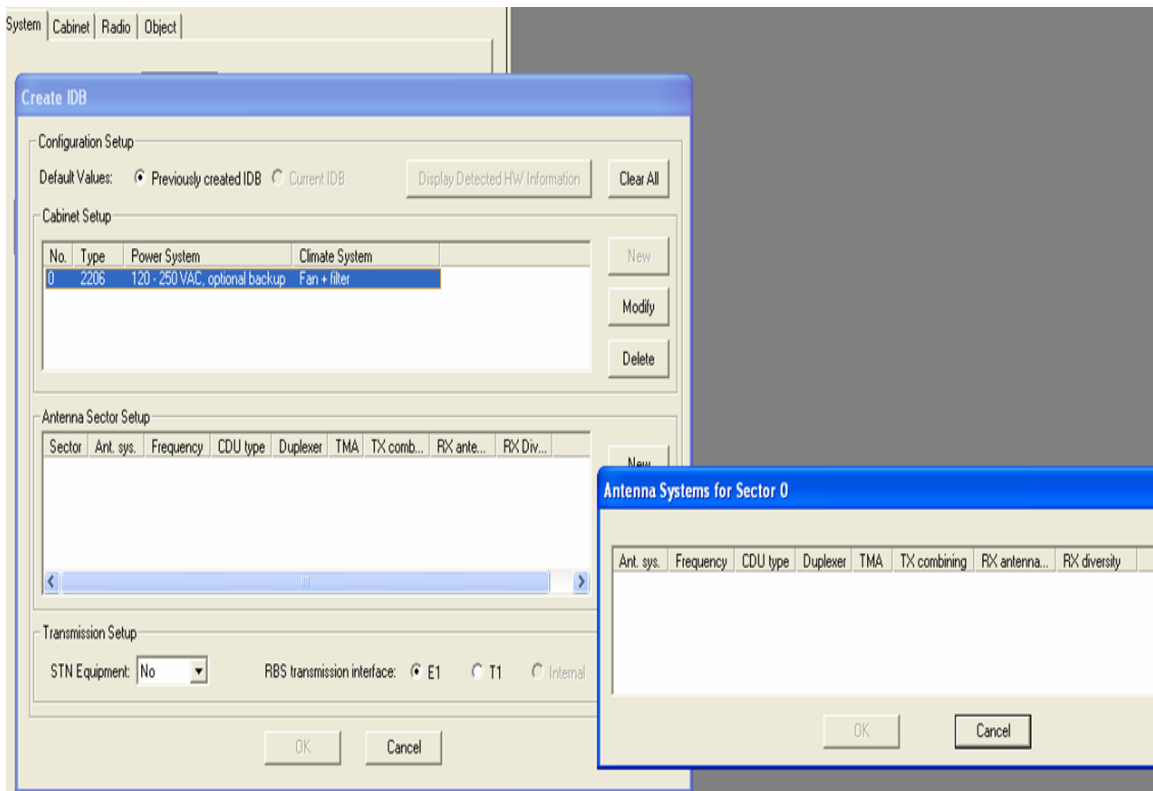 System Cabinet Radio Object
Create IDB
Configuration Setup
Default Values: Previously created IDB Current IDB Display Detected HW Information Clear All
Cabinet Setup
No. Type Power System Climate System
0 2206 120 - 250 VAC, optional backup Fan + filter
New
Modify
Delete
Antenna Sector Setup
Sector Ant. sys. Frequency CDU type Duplexer TMA TX comb... RX ante... RX Div...
New
Antenna Systems for Sector 0
Ant. sys. Frequency CDU type Duplexer TMA TX combining RX antenna... RX diversity
OK Cancel
Transmission Setup
STN Equipment: No RBS transmission interface: E1 T1 Internal
OK Cancel